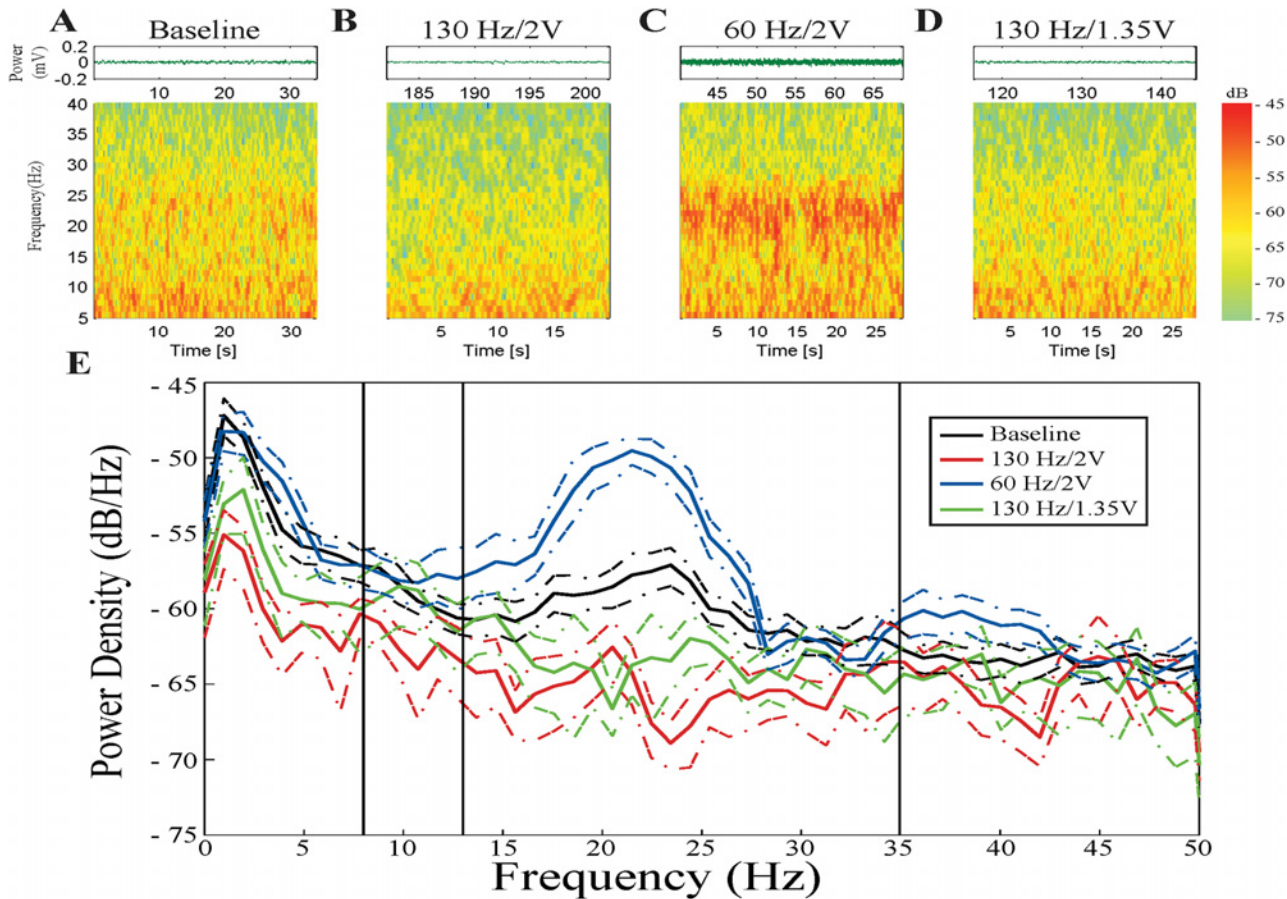 A Baseline B 130 Hz/2V C 60 Hz/2V D 130 Hz/1.35V
Power
(mV)
0.2
0
-0.2
10 20 30 185 190 195 200 45 50 55 60 65 120 130 140
dB
40
35
30
25
20
15
10
5
Frequency(Hz)
- 45
- 50
- 55
- 60
- 65
- 70
- 75
10 20 30 5 10 15 5 10 15 20 25 5 10 15 20 25
Time [s] Time [s] Time [s] Time [s]
E
- 45
- 50
- 55
- 60
- 65
- 70
- 75
Power Density (dB/Hz)
Baseline
130 Hz/2V
60 Hz/2V
130 Hz/1.35V
0 5 10 15 20 25 30 35 40 45 50
Frequency (Hz)